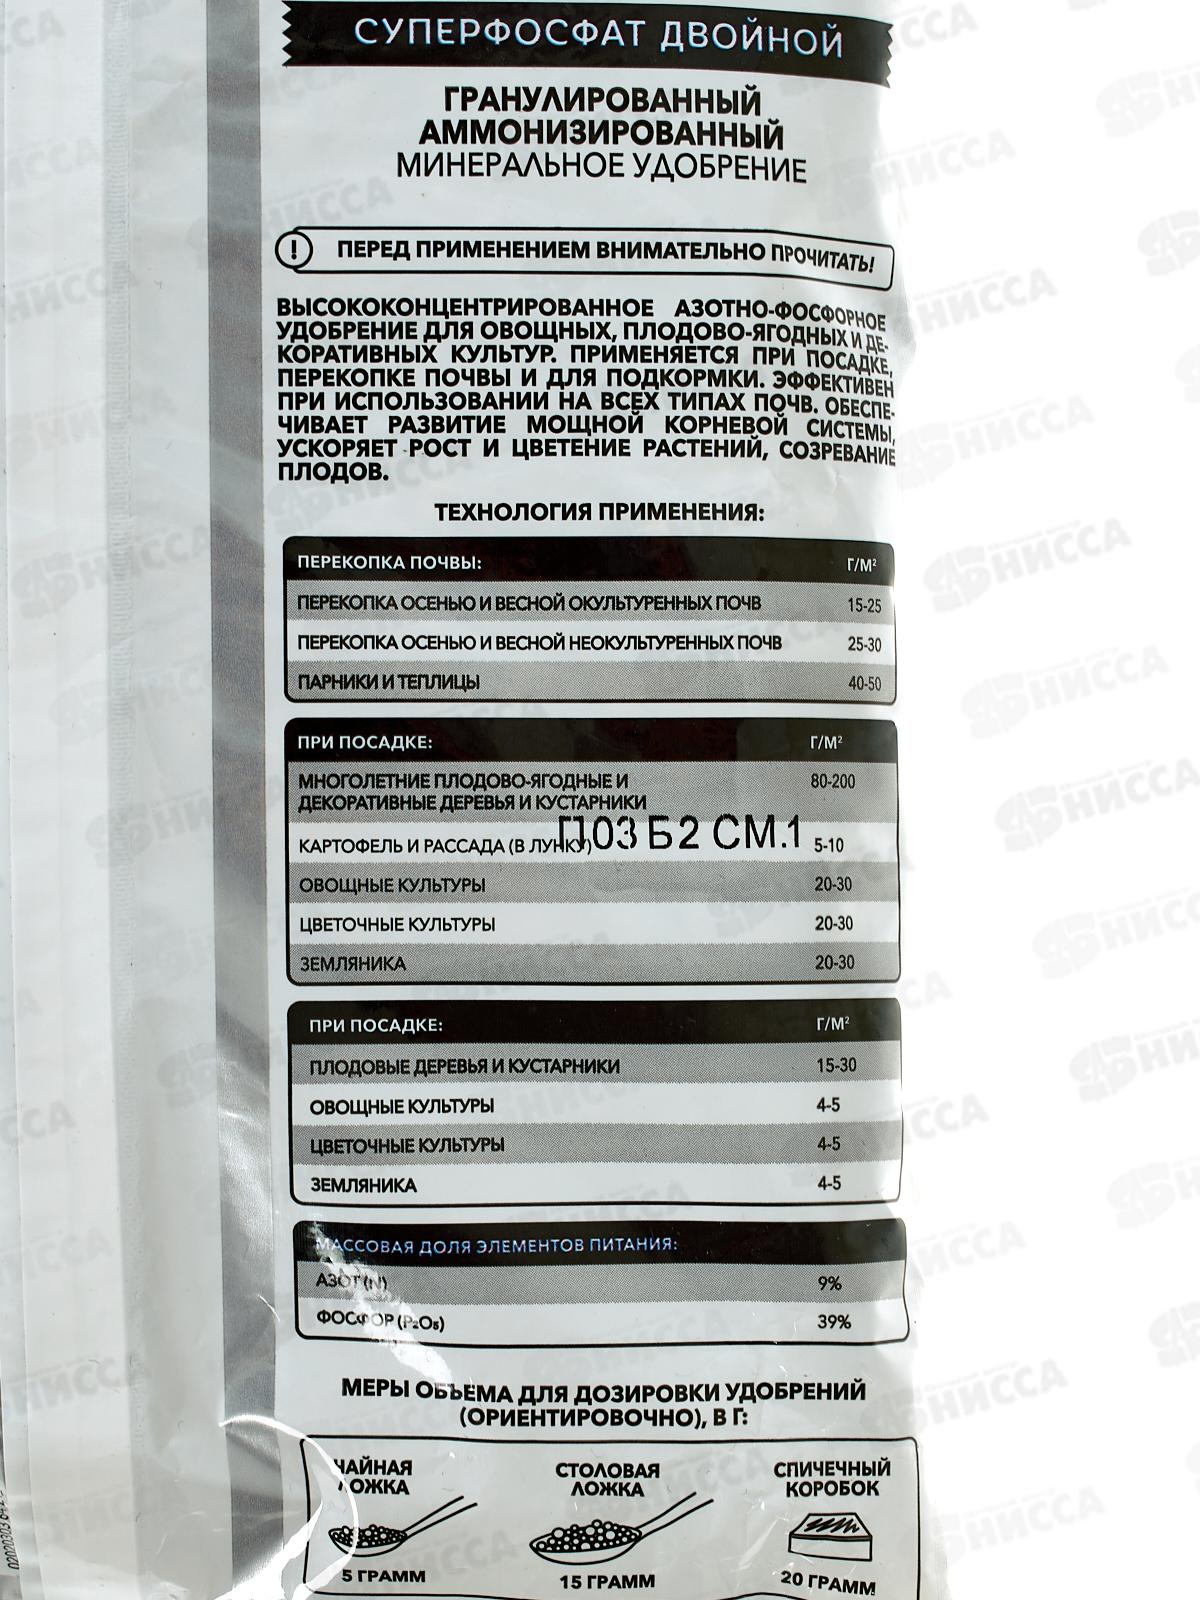 СУПЕРФОСФАТ ДВОЙНОЙ
ГРАНУЛИРОВАННЫЙ
АММОНИЗИРОВАННЫЙ
МИНЕРАЛЬНОЕ УДОБРЕНИЕ
! ПЕРЕД ПРИМЕНЕНИЕМ ВНИМАТЕЛЬНО ПРОЧИТАТЬ!
ВЫСОКОКОНЦЕНТРИРОВАННОЕ АЗОТНО-ФОСФОРНОЕ
УДОБРЕНИЕ ДЛЯ ОВОЩНЫХ, ПЛОДОВО-ЯГОДНЫХ И ДЕ-
КОРАТИВНЫХ КУЛЬТУР. ПРИМЕНЯЕТСЯ ПРИ ПОСАДКЕ,
ПЕРЕКОПКЕ ПОЧВЫ И ДЛЯ ПОДКОРМКИ. ЭФФЕКТИВЕН
ПРИ ИСПОЛЬЗОВАНИИ НА ВСЕХ ТИПАХ ПОЧВ. ОБЕСПЕ-
ЧИВАЕТ РАЗВИТИЕ МОЩНОЙ КОРНЕВОЙ СИСТЕМЫ,
УСКОРЯЕТ РОСТ И ЦВЕТЕНИЕ РАСТЕНИЙ, СОЗРЕВАНИЕ
ПЛОДОВ.
ТЕХНОЛОГИЯ ПРИМЕНЕНИЯ:
ПЕРЕКОПКА ПОЧВЫ: Г/М²
ПЕРЕКОПКА ОСЕНЬЮ И ВЕСНОЙ ОКУЛЬТУРЕННЫХ ПОЧВ 15-25
ПЕРЕКОПКА ОСЕНЬЮ И ВЕСНОЙ НЕОКУЛЬТУРЕННЫХ ПОЧВ 25-30
ПАРНИКИ И ТЕПЛИЦЫ 40-50
ПРИ ПОСАДКЕ: Г/М²
МНОГОЛЕТНИЕ ПЛОДОВО-ЯГОДНЫЕ И 80-200
ДЕКОРАТИВНЫЕ ДЕРЕВЬЯ И КУСТАРНИКИ
П03 Б2 СМ.1
КАРТОФЕЛЬ И РАССАДА (В ЛУНКУ) 5-10
ОВОЩНЫЕ КУЛЬТУРЫ 20-30
ЦВЕТОЧНЫЕ КУЛЬТУРЫ 20-30
ЗЕМЛЯНИКА 20-30
ПРИ ПОСАДКЕ: Г/М²
ПЛОДОВЫЕ ДЕРЕВЬЯ И КУСТАРНИКИ 15-30
ОВОЩНЫЕ КУЛЬТУРЫ 4-5
ЦВЕТОЧНЫЕ КУЛЬТУРЫ 4-5
ЗЕМЛЯНИКА 4-5
МАССОВАЯ ДОЛЯ ЭЛЕМЕНТОВ ПИТАНИЯ:
АЗОТ (N) 9%
ФОСФОР (P₂O₅) 39%
МЕРЫ ОБЪЕМА ДЛЯ ДОЗИРОВКИ УДОБРЕНИЙ
(ОРИЕНТИРОВОЧНО), В Г:
ЧАЙНАЯ ЛОЖКА
СТОЛОВАЯ ЛОЖКА
СПИЧЕЧНЫЙ КОРОБОК
5 ГРАММ
15 ГРАММ
20 ГРАММ
НИССА